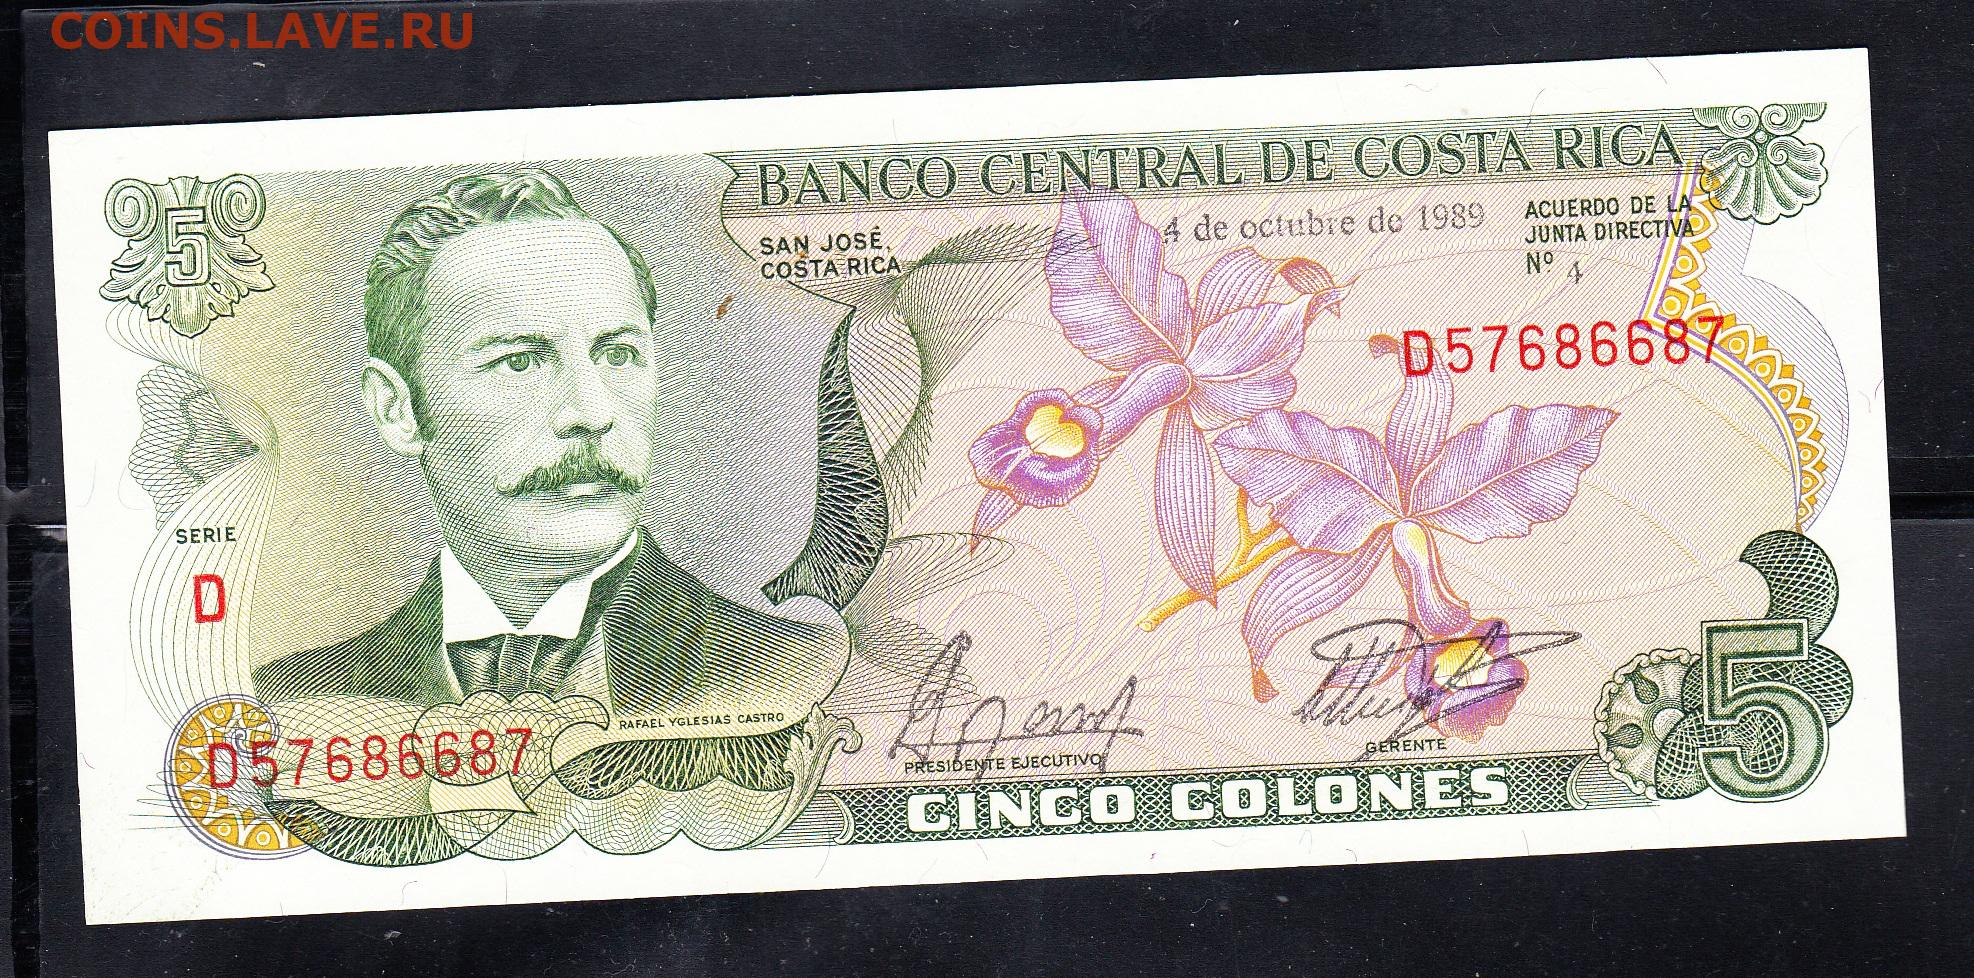 COINS.LAVE.RU
BANCO CENTRAL DE COSTA RICA
5
SAN JOSÉ,
COSTA RICA
4 de octubre de 1989
ACUERDO DE LA
JUNTA DIRECTIVA
Nº 4
D57686687
SERIE
D
RAFAEL YGLESIAS CASTRO
D57686687
PRESIDENTE EJECUTIVO
GERENTE
CINCO COLONES
5